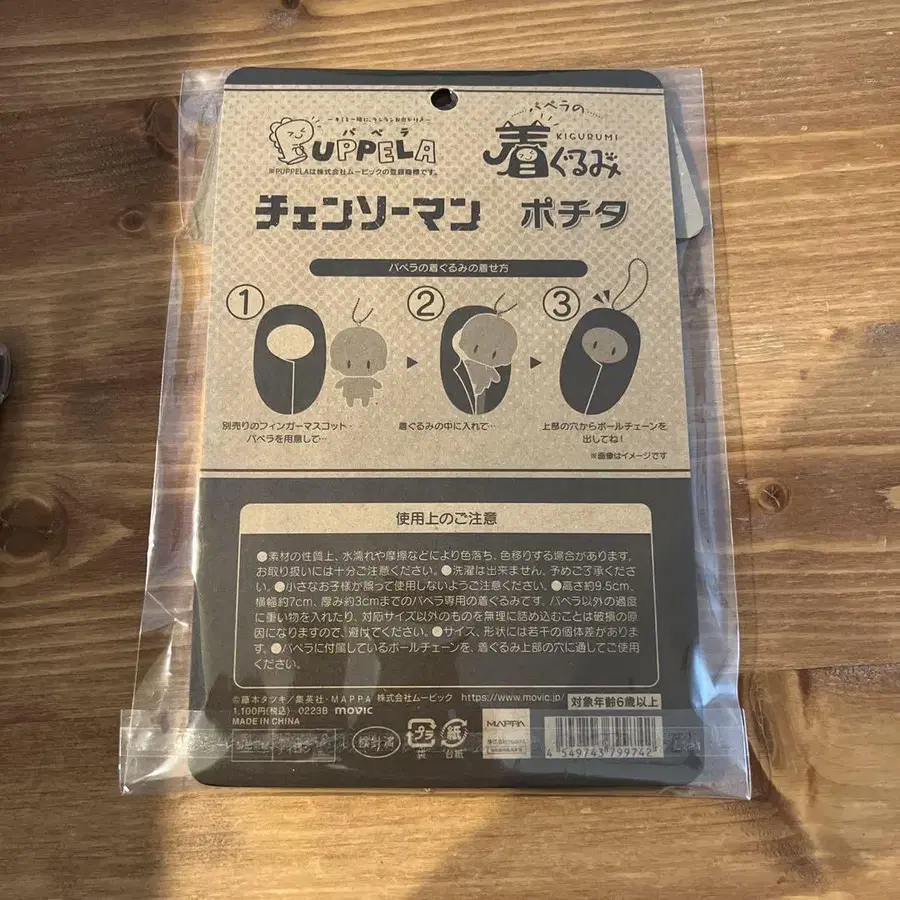 パペラの
KIGURUMI
着ぐるみ
パペラ
PUPPELA
※PUPPELAは株式会社ムービックの登録商標です。
チェンソーマン ポチタ
パペラの着ぐるみの着せ方
① ② ③
別売りのフィンガーマスコット・
パペラを用意して…
着ぐるみの中に入れて…
上部の穴からボールチェーンを
出してね!
※画像はイメージです
使用上のご注意
●素材の性質上、水濡れや摩擦などにより色落ち、色移りする場合があります。
お取り扱いには十分ご注意ください。●洗濯は出来ません。予めご了承くださ
い。●小さなお子様が誤って使用しないようご注意ください。●高さ約9.5cm、
横幅約7cm、厚み約3cmまでのパペラ専用の着ぐるみです。パペラ以外の過度
に重い物を入れたり、対応サイズ以外のものを無理に詰め込むことは破損の原
因になりますので、避けてください。●サイズ、形状には若干の個体差がありま
す。●パペラに付属しているボールチェーンを、着ぐるみ上部の穴に通してご使用
ください。
©藤本タツキ/集英社・MAPPA 株式会社ムービック https://www.movic.jp/
対象年齢6歳以上
1,100円(税込) 0223B movic
MADE IN CHINA
検針済
プラ
袋
紙
台紙
MAPPA
4 549743 799742